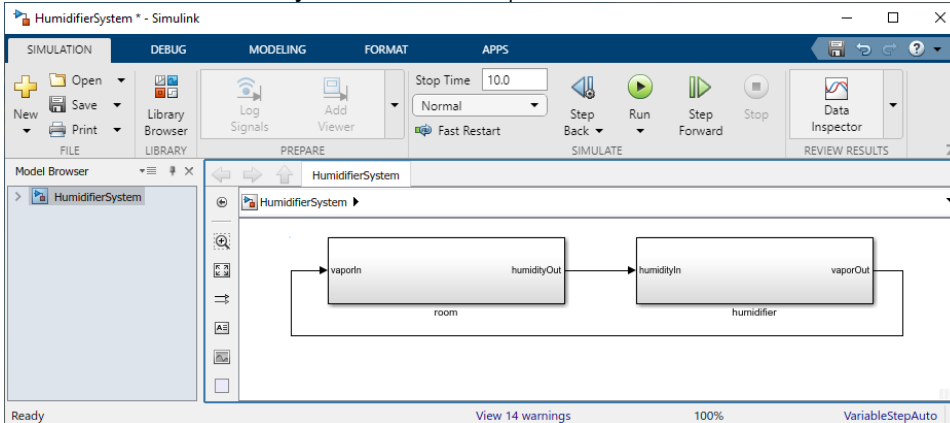 HumidifierSystem * - Simulink
SIMULATION DEBUG MODELING FORMAT APPS
New
Open
Save
Print
FILE
Library
Browser
LIBRARY
Log
Signals
Add
Viewer
PREPARE
Stop Time 10.0
Normal
Fast Restart
Step
Back
Run
Step
Forward
Stop
SIMULATE
Data
Inspector
REVIEW RESULTS
Model Browser
HumidifierSystem
HumidifierSystem
HumidifierSystem
vaporIn humidityOut
room
humidityIn vaporOut
humidifier
Ready View 14 warnings 100% VariableStepAuto